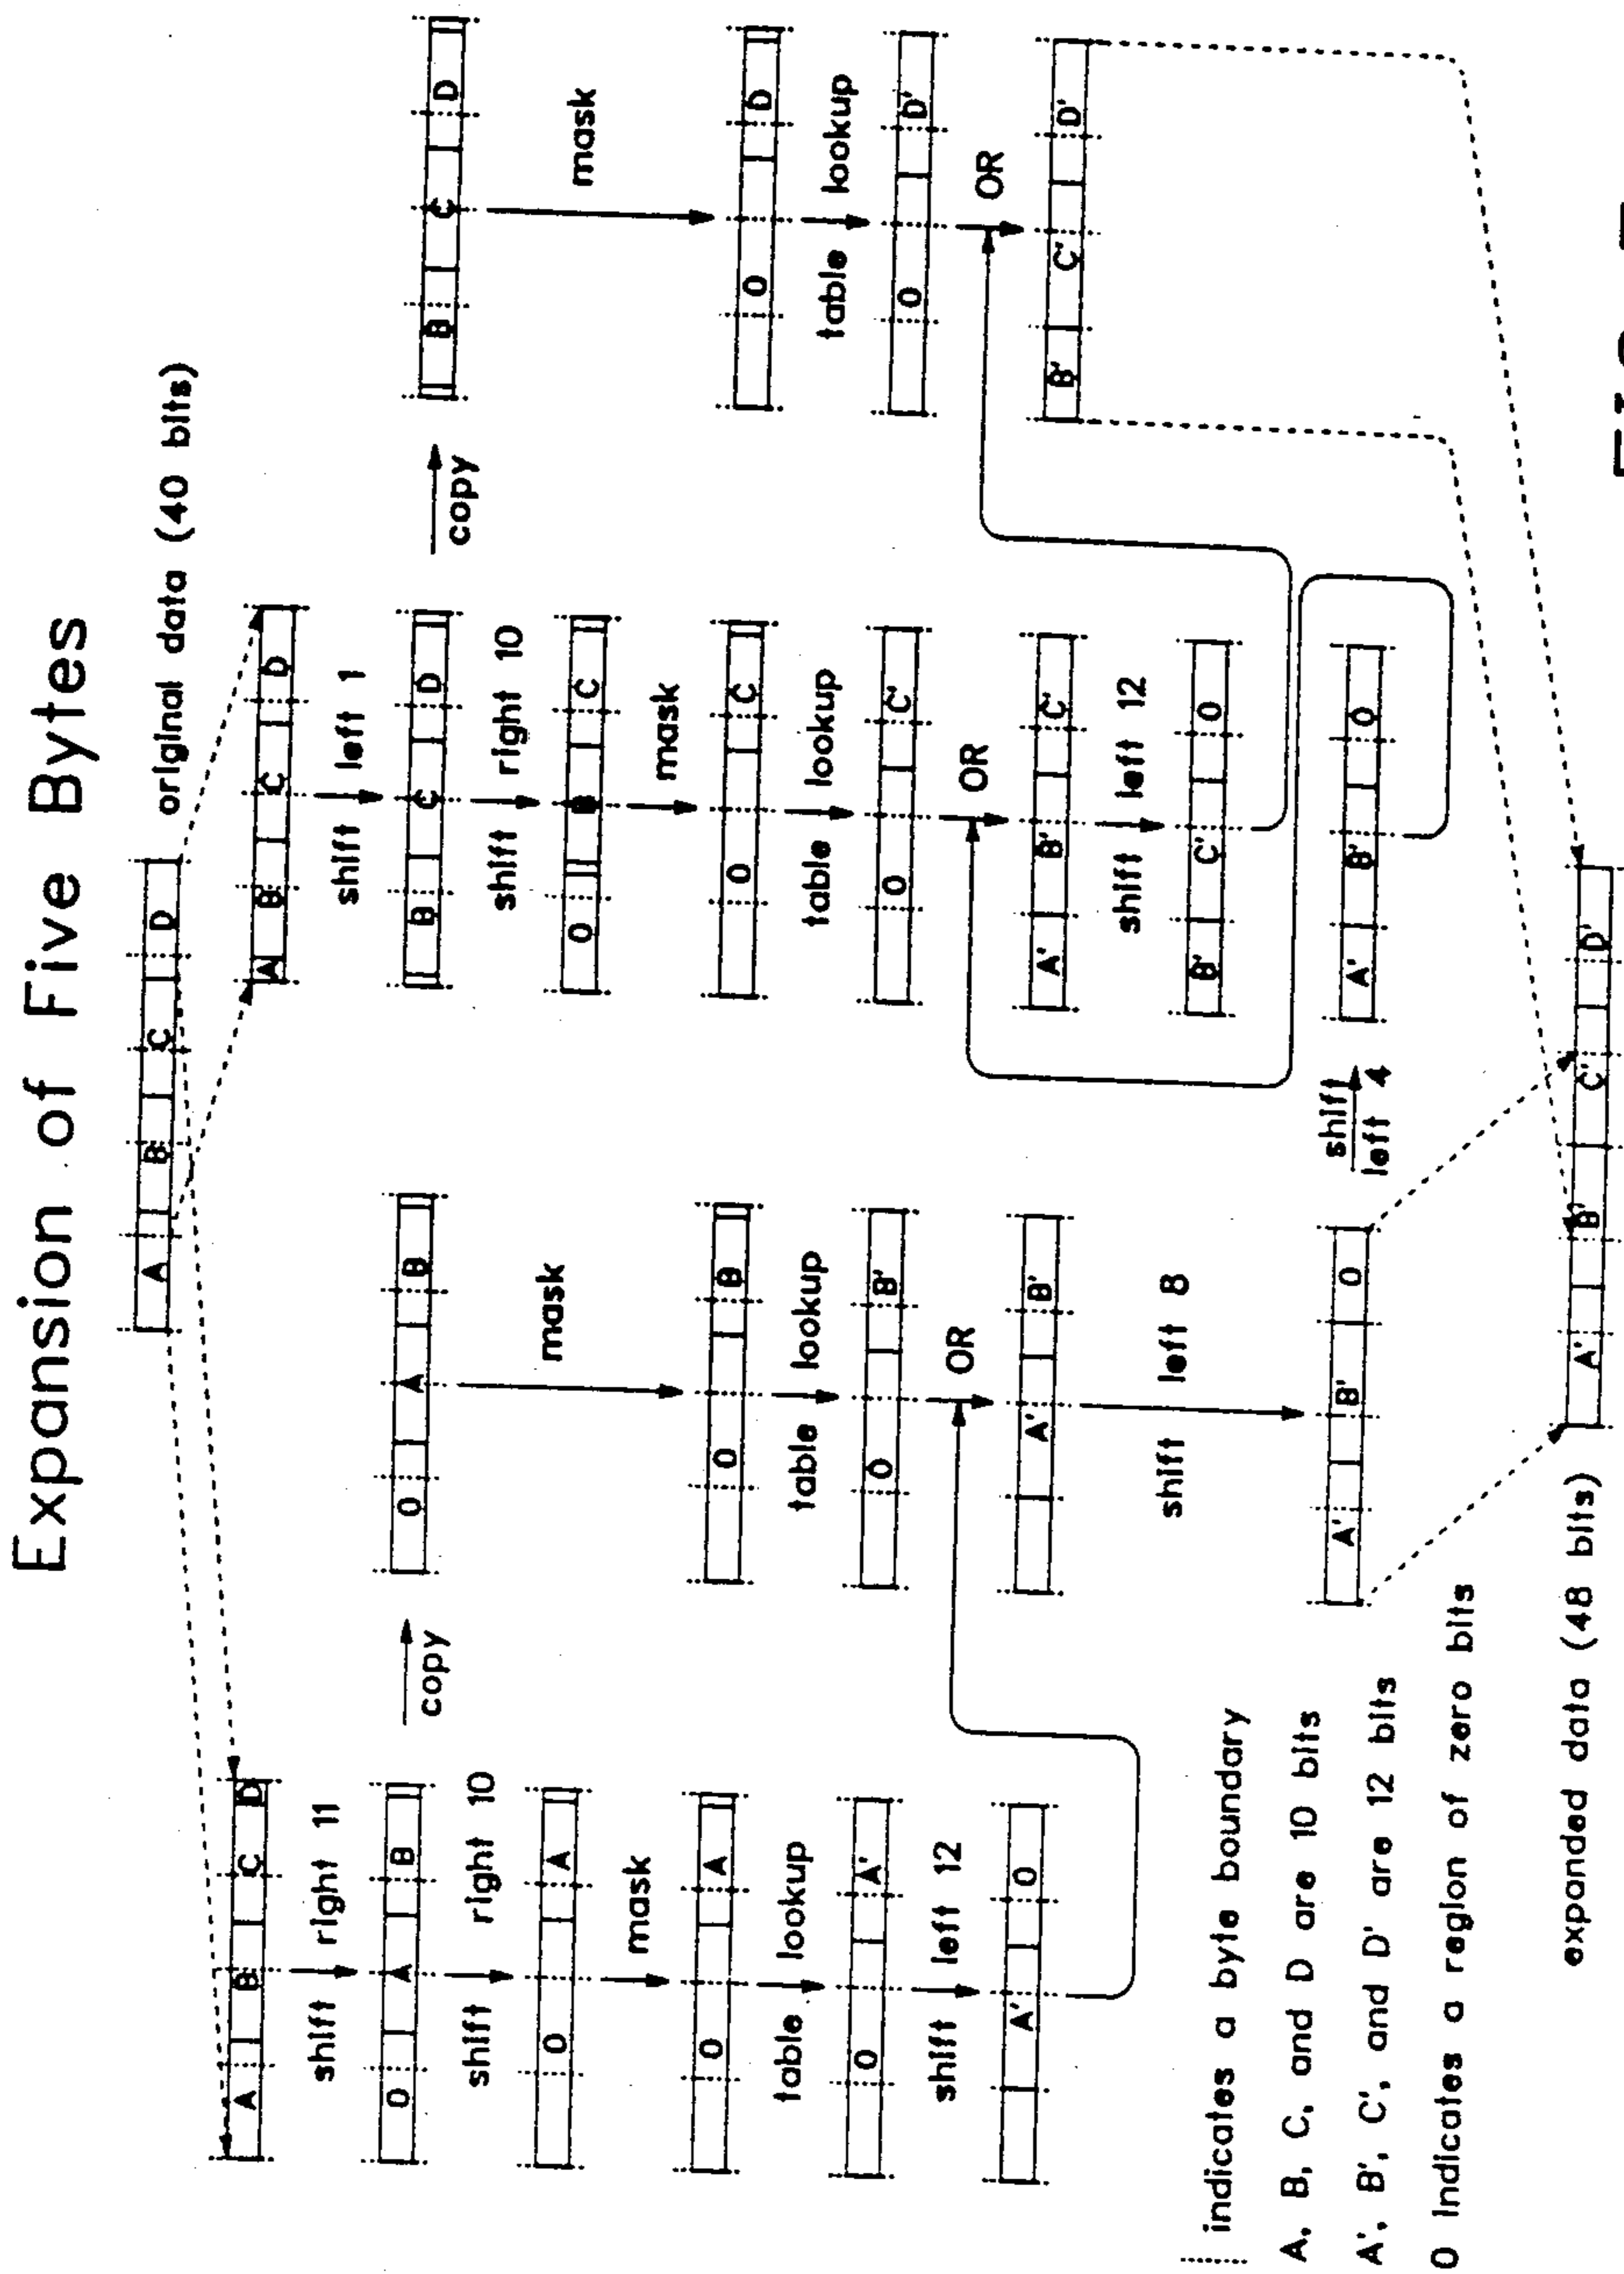 Expansion of Five Bytes
original data (40 bits)
A B C D
A B C D
A B C D
shift right 11
shift left 1
O A B
copy
O A B
B C D
copy
B C D
shift right 10
mask
shift right 10
mask
O A
B C
O
mask
mask
O A
O B
O C
O D
table lookup
table lookup
table lookup
table lookup
O A'
O B'
O C'
O D'
shift left 12
OR
OR
OR
A' O
A' B'
A' B' C'
B' C' D'
shift left 8
shift left 12
B' C' O
A' B' O
shift
left 4
A' B' O
indicates a byte boundary
A, B, C, and D are 10 bits
A', B', C', and D' are 12 bits
O indicates a region of zero bits
expanded data (48 bits)
A' B' C' D'